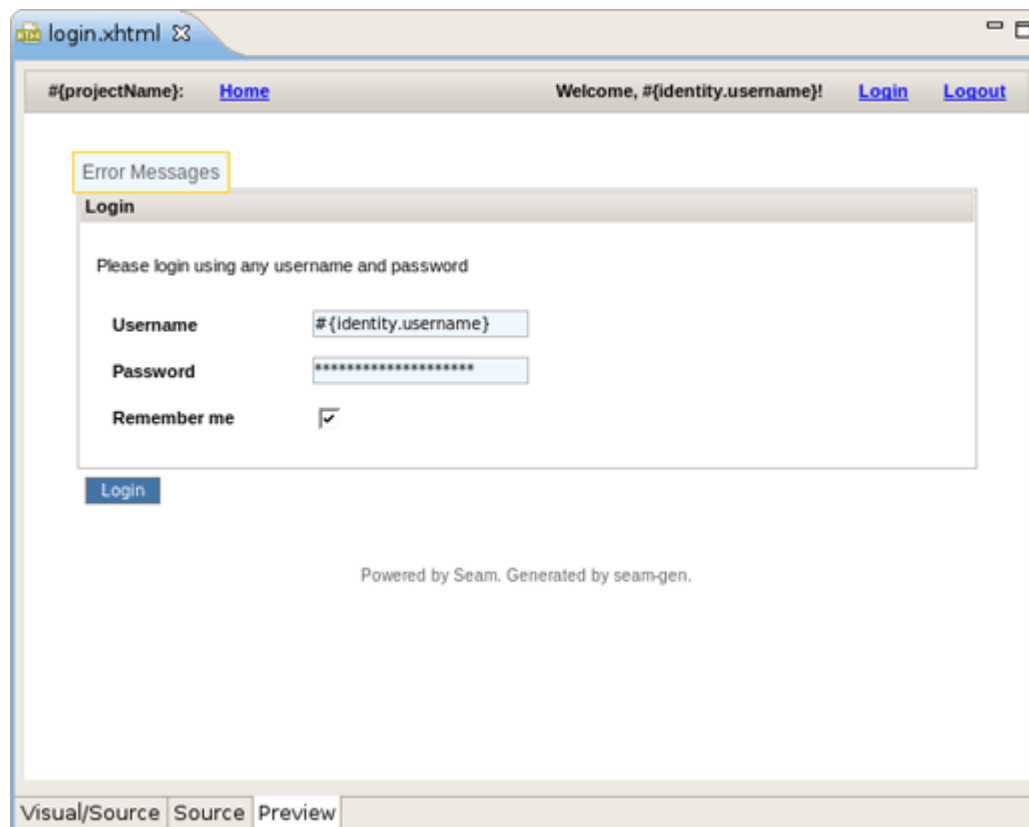 login.xhtml
#{projectName}: Home Welcome, #{identity.username}! Login Logout
Error Messages
Login
Please login using any username and password
Username #{identity.username}
Password ********************
Remember me
Login
Powered by Seam. Generated by seam-gen.
Visual/Source Source Preview